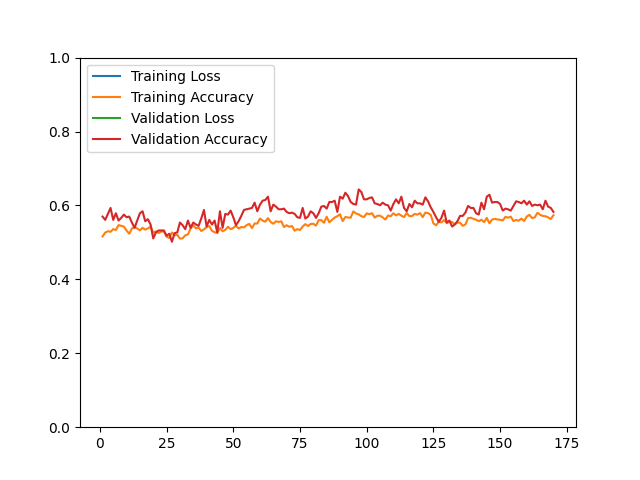 Training Loss
Training Accuracy
Validation Loss
Validation Accuracy
1.0
0.8
0.6
0.4
0.2
0.0
0 25 50 75 100 125 150 175